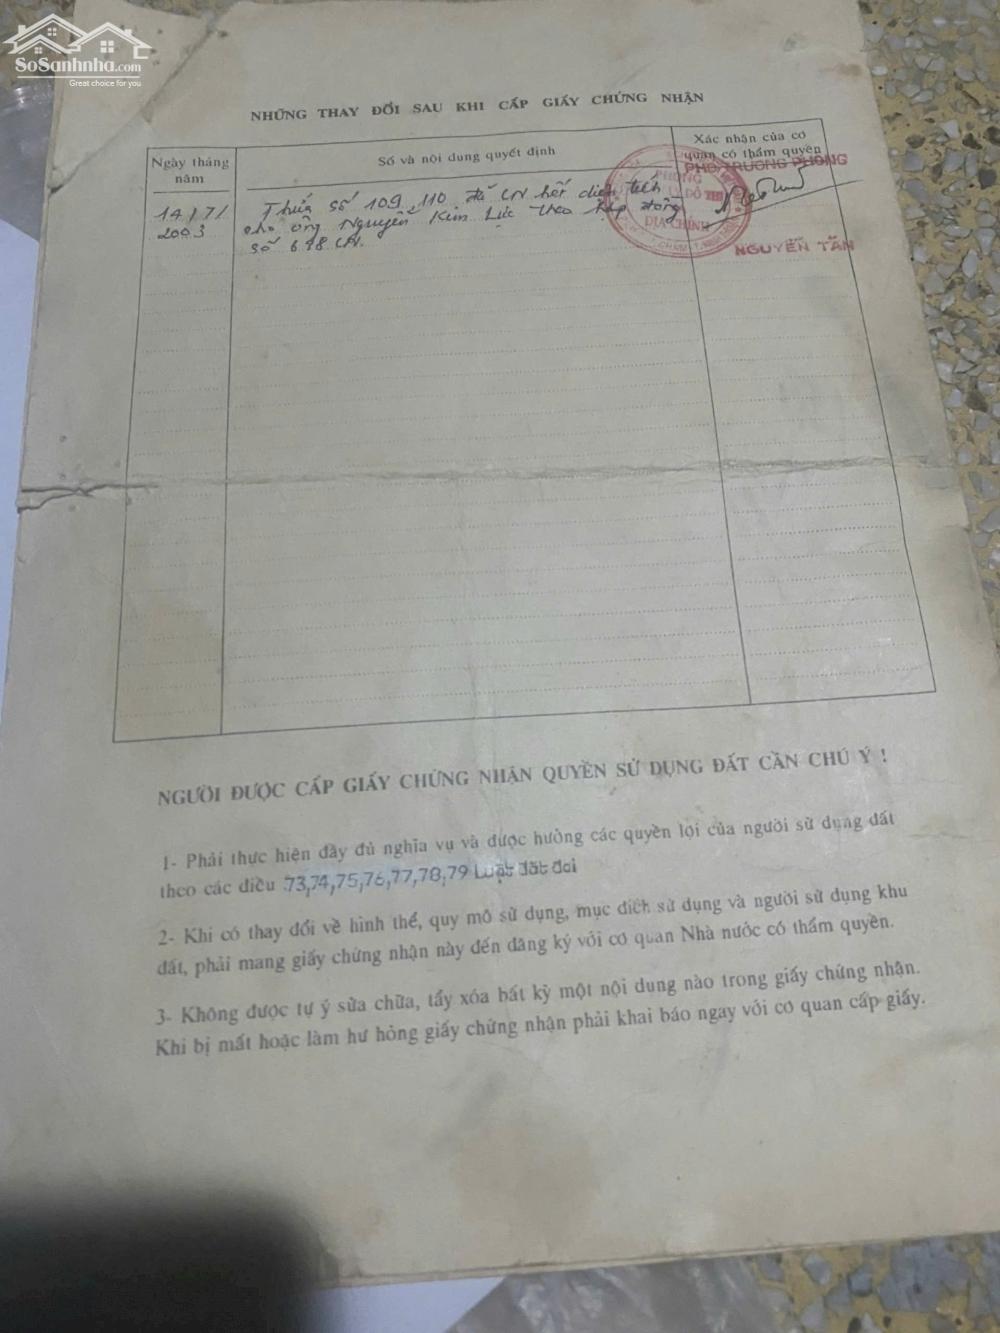 SoSanhnha.com
Great choice for you
NHỮNG THAY ĐỔI SAU KHI CẤP GIẤY CHỨNG NHẬN
Ngày tháng năm
Số và nội dung quyết định
Xác nhận của cơ quan có thẩm quyền
14/7/
2003
Thửa số 109, 110 đã CN hết diện tích
cho ông Nguyễn Kim Lực theo hợp đồng
số 698 CN.
PHÓ TRƯỞNG PHÒNG
PHÒNG
LÝ ĐÔ THỊ
ĐỊA CHÍNH
NGUYỄN TẤN
NGƯỜI ĐƯỢC CẤP GIẤY CHỨNG NHẬN QUYỀN SỬ DỤNG ĐẤT CẦN CHÚ Ý !
1- Phải thực hiện đầy đủ nghĩa vụ và được hưởng các quyền lợi của người sử dụng đất
theo các điều 73,74,75,76,77,78,79 Luật đất đai
2- Khi có thay đổi về hình thể, quy mô sử dụng, mục đích sử dụng và người sử dụng khu
đất, phải mang giấy chứng nhận này đến đăng ký với cơ quan Nhà nước có thẩm quyền.
3- Không được tự ý sửa chữa, tẩy xóa bất kỳ một nội dung nào trong giấy chứng nhận.
Khi bị mất hoặc làm hư hỏng giấy chứng nhận phải khai báo ngay với cơ quan cấp giấy.